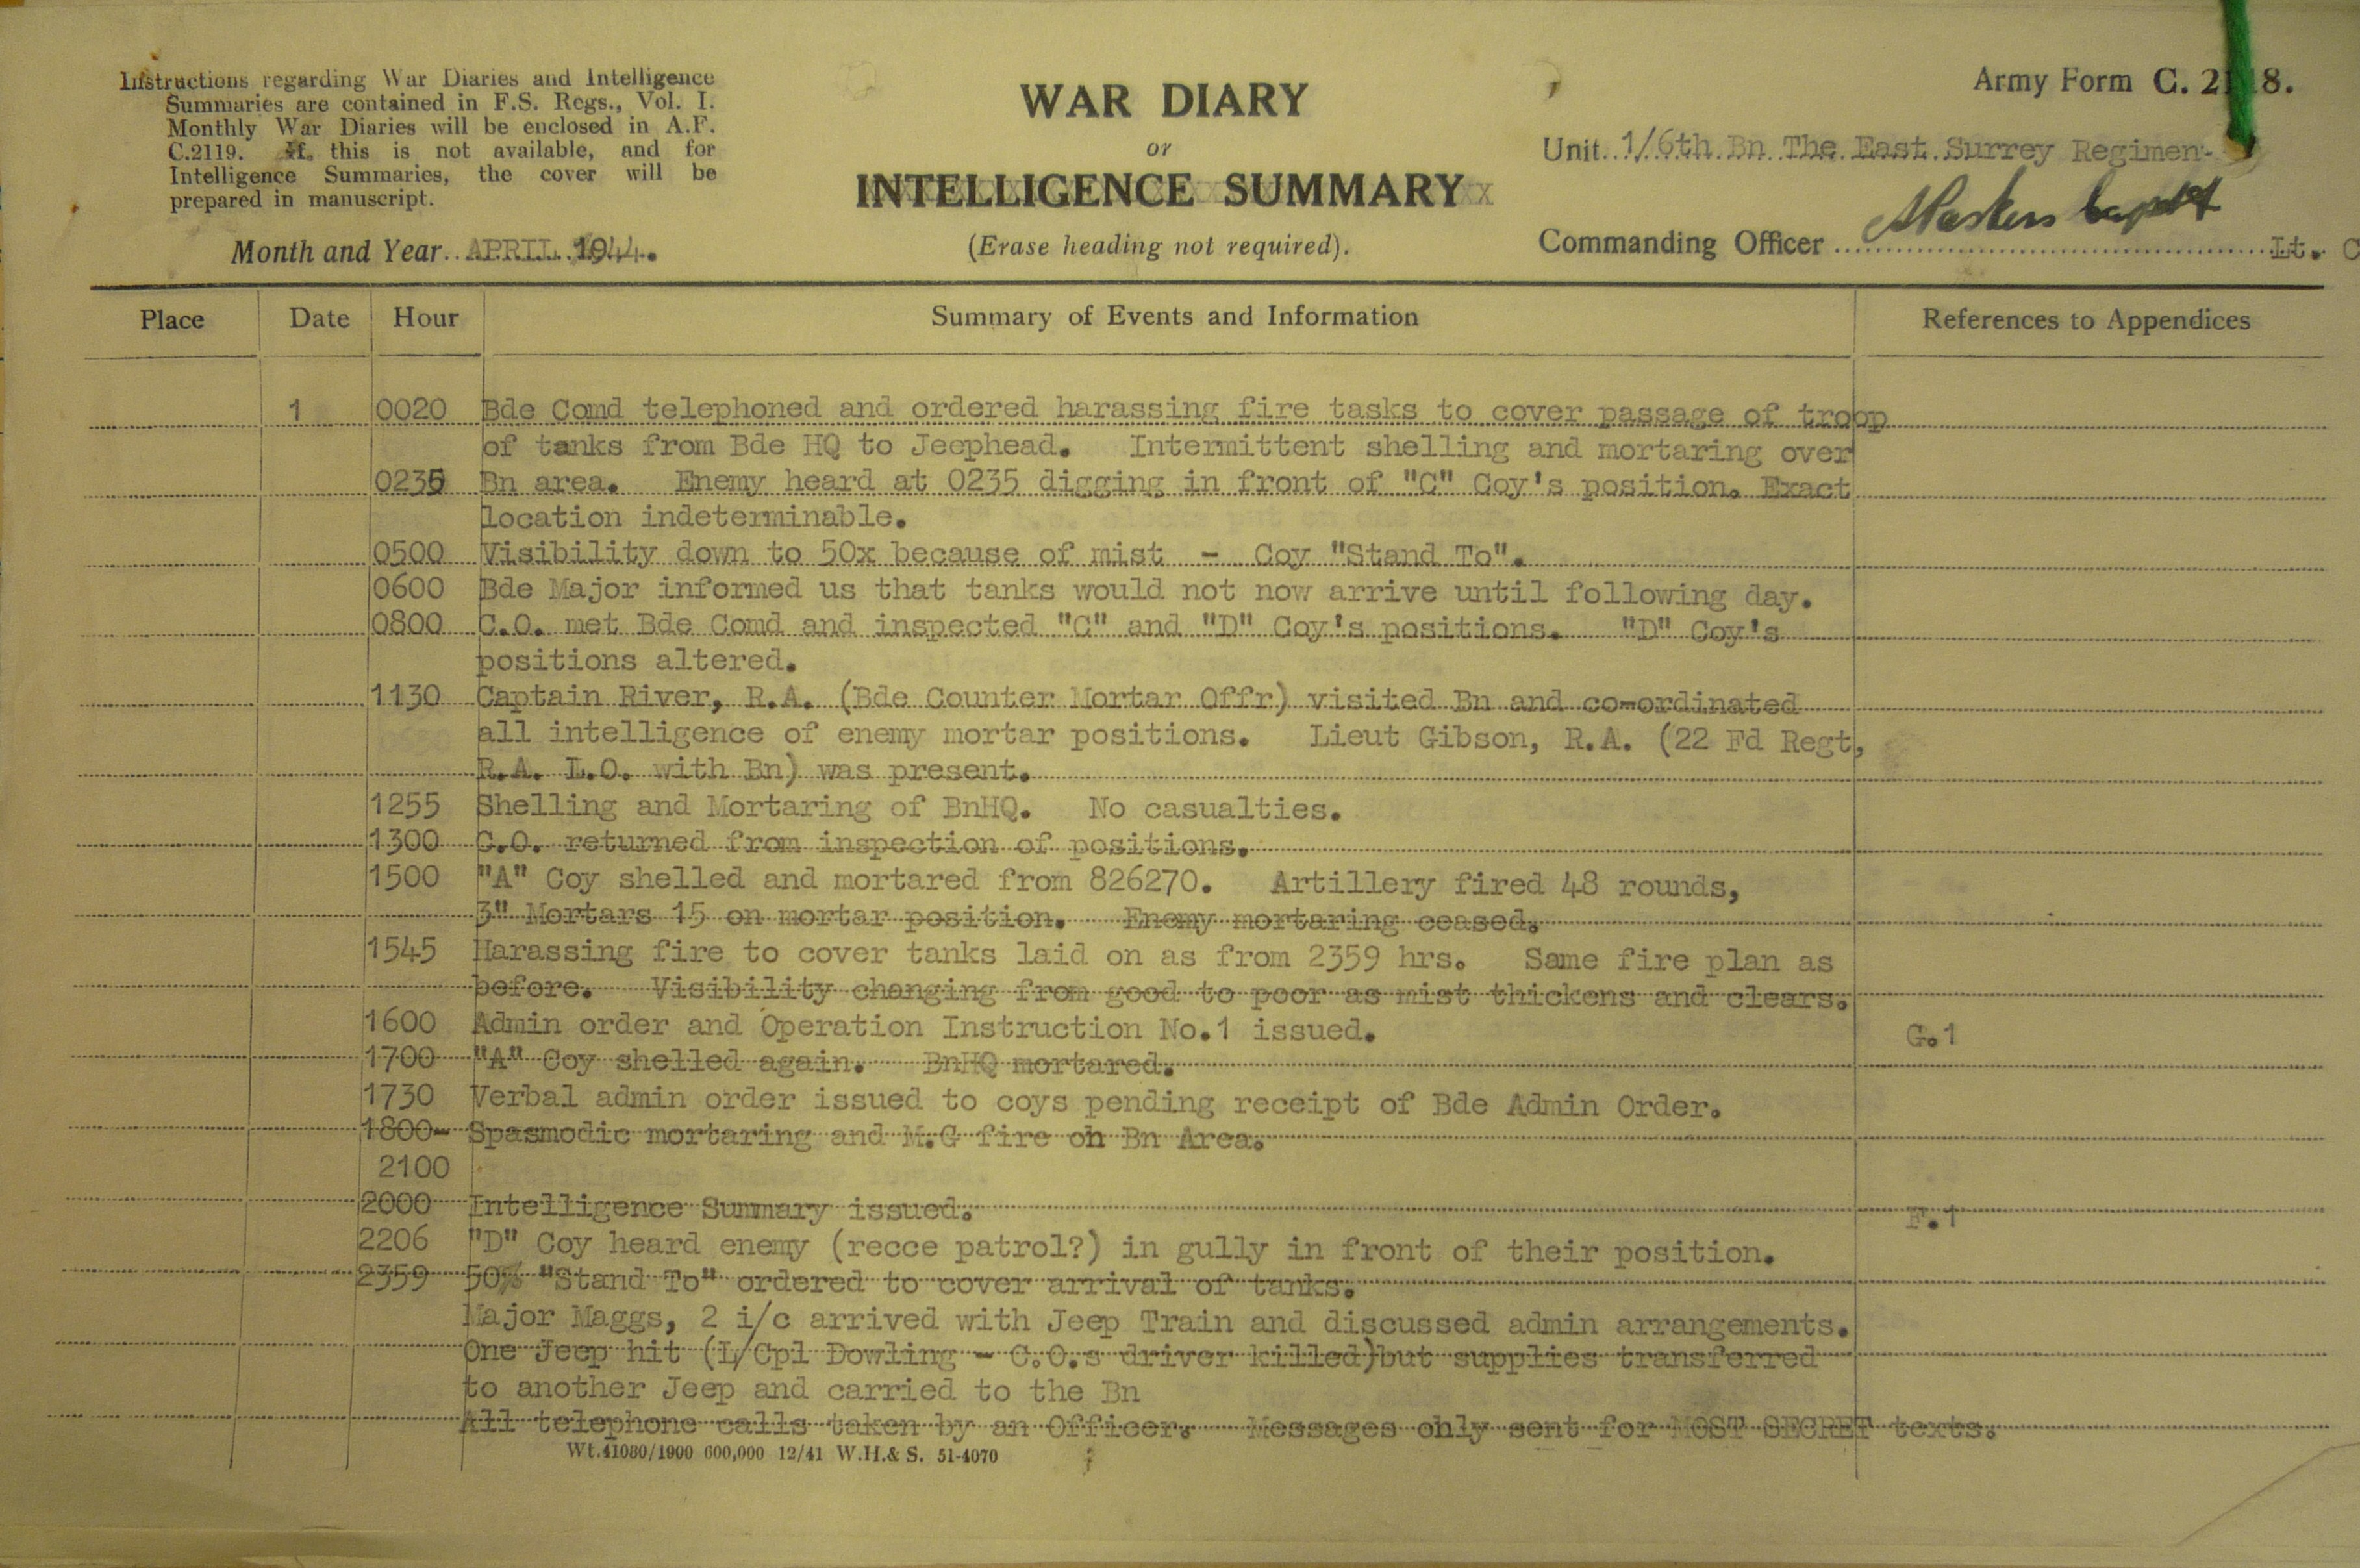 Instructions regarding War Diaries and Intelligence
Summaries are contained in F.S. Regs., Vol. I.
Monthly War Diaries will be enclosed in A.F.
C.2119. If this is not available, and for
Intelligence Summaries, the cover will be
prepared in manuscript.
Month and Year APRIL 1944.
WAR DIARY
or
INTELLIGENCE SUMMARY
(Erase heading not required).
Army Form C. 2118.
Unit 1/6th Bn The East Surrey Regimen
Commanding Officer Lt. C
Place Date Hour Summary of Events and Information References to Appendices
1 0020 Bde Comd telephoned and ordered harassing fire tasks to cover passage of troop
of tanks from Bde HQ to Jeephead. Intermittent shelling and mortaring over
0235 Bn area. Enemy heard at 0235 digging in front of "C" Coy's position. Exact
location indeterminable.
0500 Visibility down to 50x because of mist - Coy "Stand To".
0600 Bde Major informed us that tanks would not now arrive until following day.
0800 C.O. met Bde Comd and inspected "C" and "D" Coy's positions. "D" Coy's
positions altered.
1130 Captain River, R.A. (Bde Counter Mortar Offr) visited Bn and co-ordinated
all intelligence of enemy mortar positions. Lieut Gibson, R.A. (22 Fd Regt,
R.A. L.O. with Bn) was present.
1255 Shelling and Mortaring of BnHQ. No casualties.
1300 C.O. returned from inspection of positions.
1500 "A" Coy shelled and mortared from 826270. Artillery fired 48 rounds,
3" Mortars 15 on mortar position. Enemy mortaring ceased.
1545 Harassing fire to cover tanks laid on as from 2359 hrs. Same fire plan as
before. Visibility changing from good to poor as mist thickens and clears.
1600 Admin order and Operation Instruction No.1 issued. G.1
1700 "A" Coy shelled again. BnHQ mortared.
1730 Verbal admin order issued to coys pending receipt of Bde Admin Order.
1800- Spasmodic mortaring and M.G fire on Bn Area.
2100
2000 Intelligence Summary issued. F.1
2206 "D" Coy heard enemy (recce patrol?) in gully in front of their position.
2359 50% "Stand To" ordered to cover arrival of tanks.
Major Maggs, 2 i/c arrived with Jeep Train and discussed admin arrangements.
One Jeep hit (L/Cpl Dowling - C.O.s driver killed)but supplies transferred
to another Jeep and carried to the Bn
All telephone calls taken by an Officer. Messages only sent for MOST SECRET texts.
Wt.41080/1900 600,000 12/41 W.H.& S. 51-4070